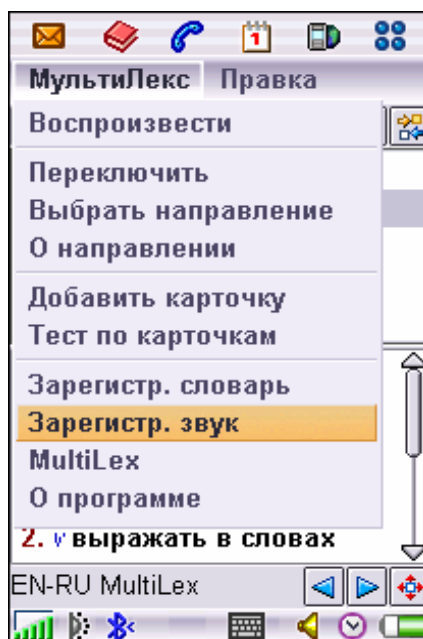 1
МультиЛекс Правка
Воспроизвести
Переключить
Выбрать направление
О направлении
Добавить карточку
Тест по карточкам
Зарегистр. словарь
Зарегистр. звук
MultiLex
О программе
2. v выражать в словах
EN-RU MultiLex